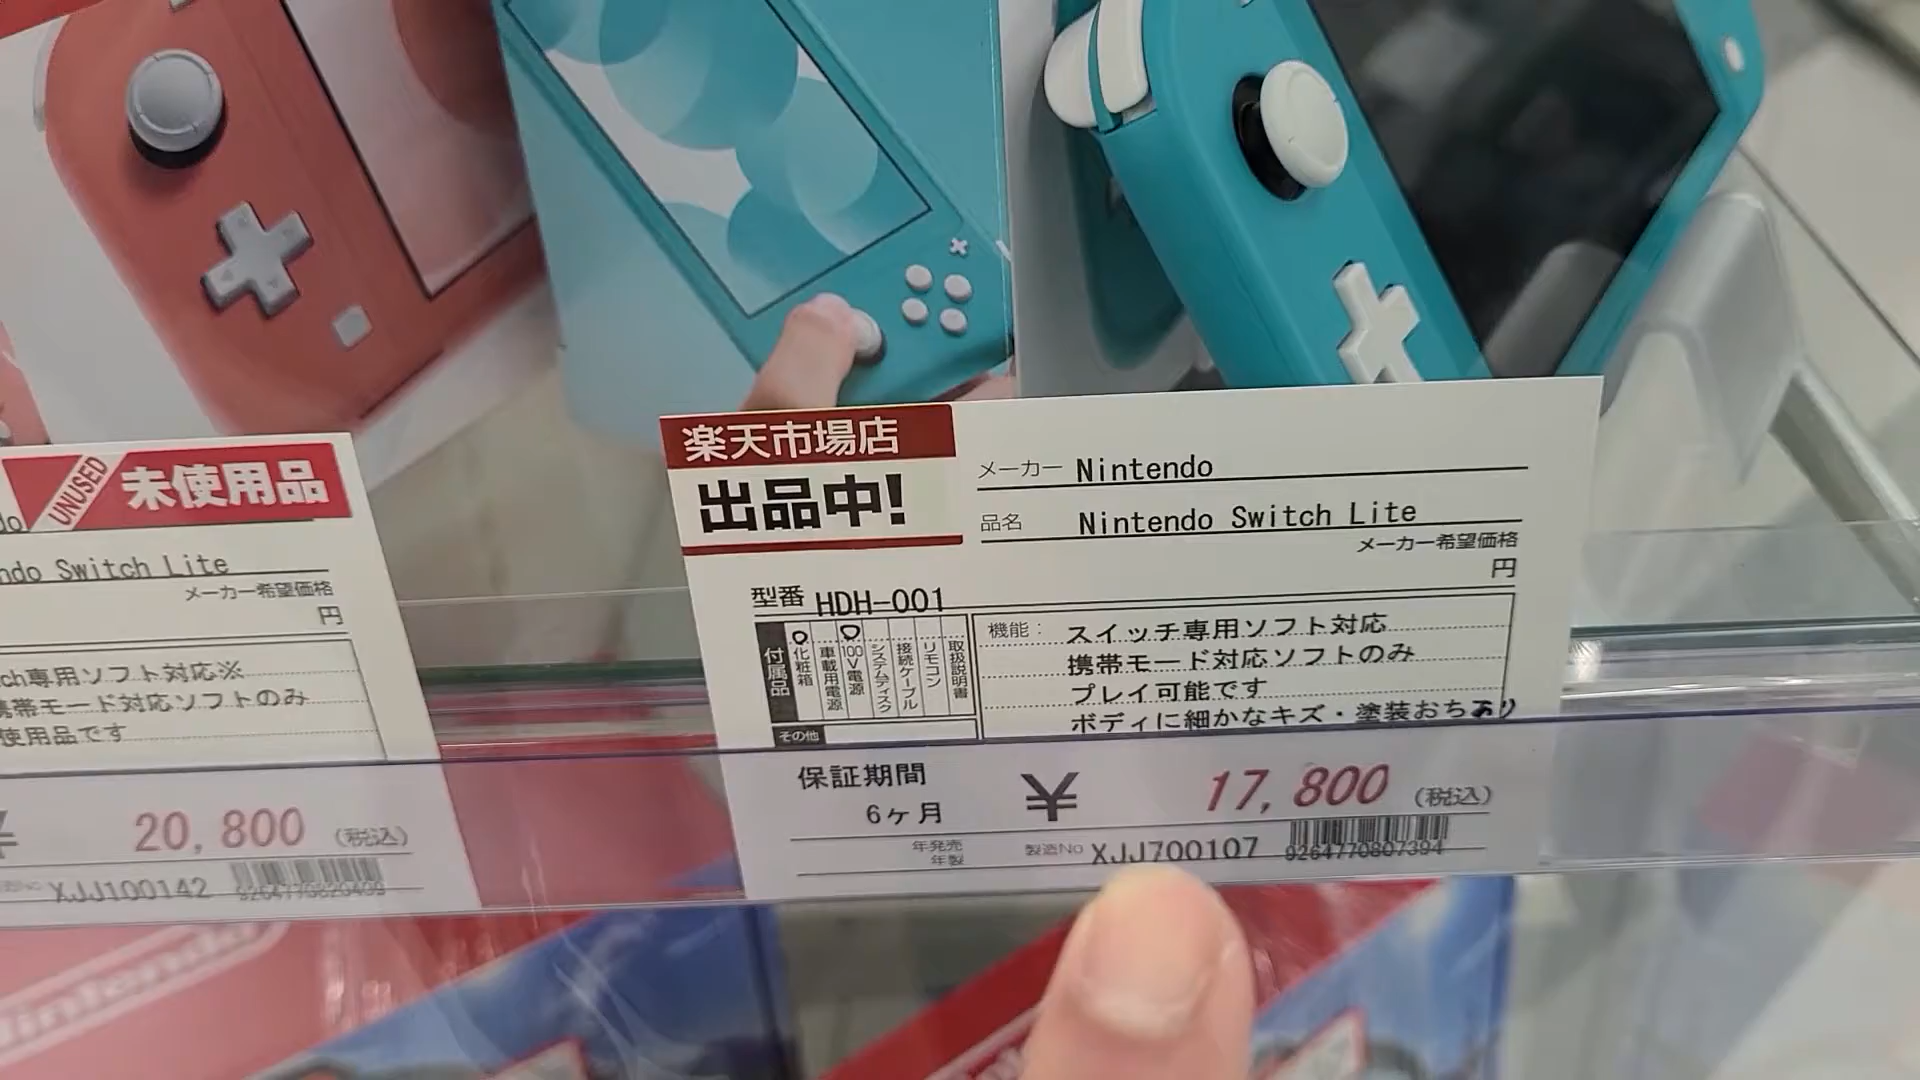 UNUSED 未使用品
ndo Switch Lite
メーカー希望価格
円
ch専用ソフト対応※
携帯モード対応ソフトのみ
使用品です
¥ 20,800 (税込)
XJJ100142
楽天市場店
出品中!
メーカー Nintendo
品名 Nintendo Switch Lite
メーカー希望価格
円
型番 HDH-001
付属品
化粧箱
車載用電源
100V電源
システムディスク
接続ケーブル
リモコン
取扱説明書
その他
機能: スイッチ専用ソフト対応
携帯モード対応ソフトのみ
プレイ可能です
ボディに細かなキズ・塗装おちあり
保証期間
6ヶ月
¥ 17,800 (税込)
年発売
年製
製造No XJJ700107
9264770807394
Nintendo